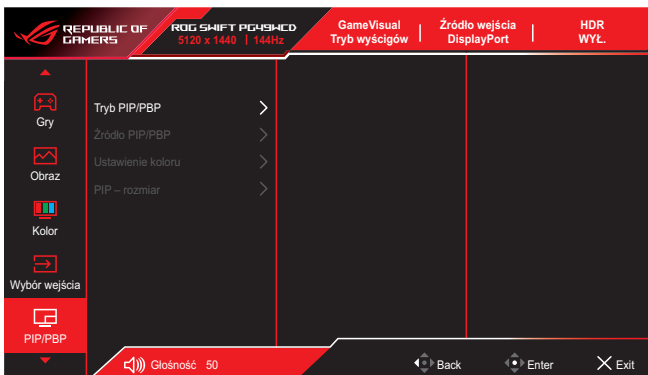 REPUBLIC OF
GAMERS
ROG SWIFT PG49WCD
5120 x 1440 | 144Hz
GameVisual
Tryb wyścigów
Źródło wejścia
DisplayPort
HDR
WYŁ.
Gry
Obraz
Kolor
Wybór wejścia
PIP/PBP
Tryb PIP/PBP
Źródło PIP/PBP
Ustawienie koloru
PIP – rozmiar
Głośność 50
Back
Enter
Exit